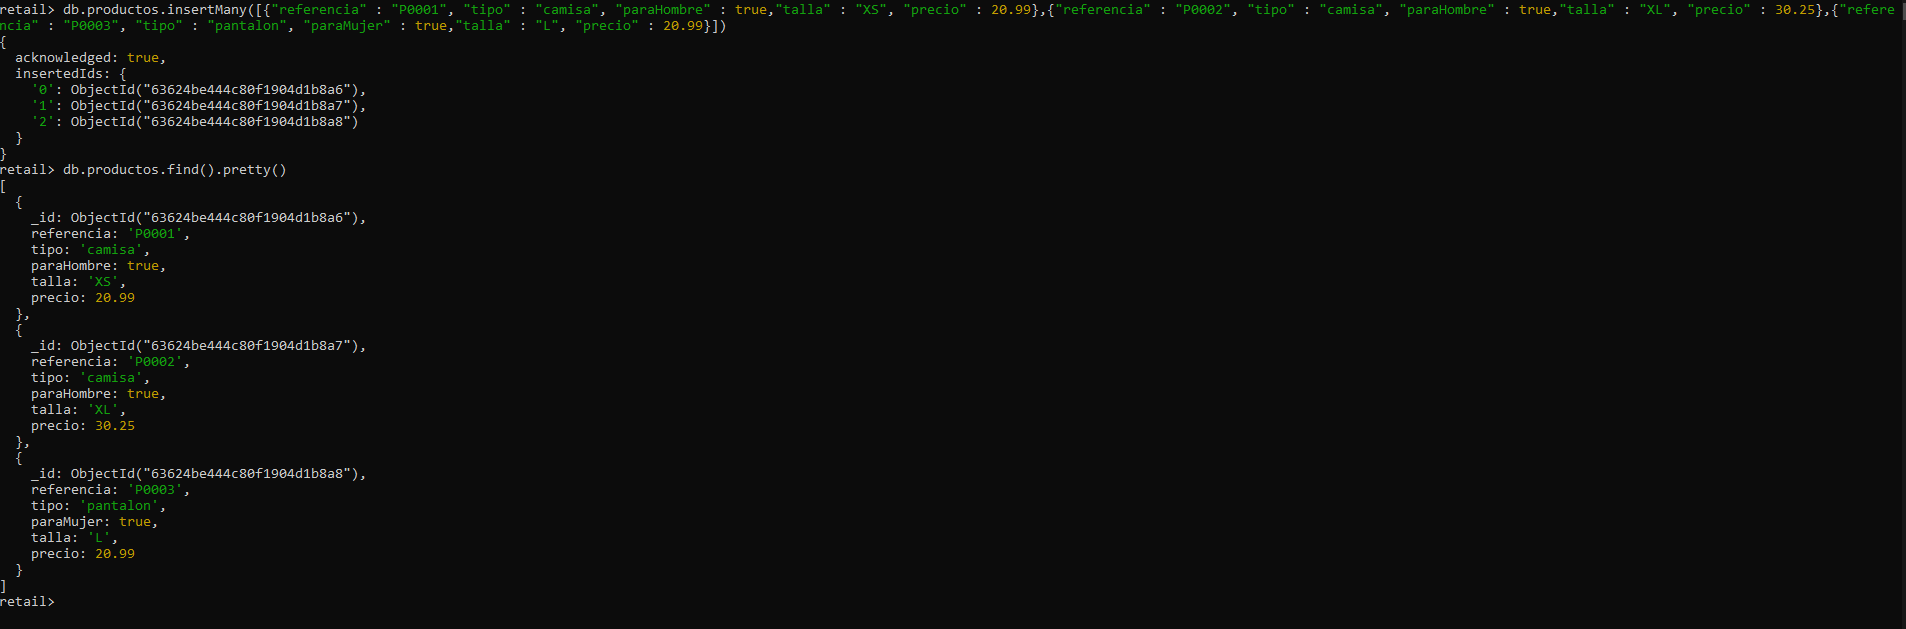 retail> db.productos.insertMany([{"referencia" : "P0001", "tipo" : "camisa", "paraHombre" : true,"talla" : "XS", "precio" : 20.99},{"referencia" : "P0002", "tipo" : "camisa", "paraHombre" : true,"talla" : "XL", "precio" : 30.25},{"refere
ncia" : "P0003", "tipo" : "pantalon", "paraMujer" : true,"talla" : "L", "precio" : 20.99}])
{
  acknowledged: true,
  insertedIds: {
    '0': ObjectId("63624be444c80f1904d1b8a6"),
    '1': ObjectId("63624be444c80f1904d1b8a7"),
    '2': ObjectId("63624be444c80f1904d1b8a8")
  }
}
retail> db.productos.find().pretty()
[
  {
    _id: ObjectId("63624be444c80f1904d1b8a6"),
    referencia: 'P0001',
    tipo: 'camisa',
    paraHombre: true,
    talla: 'XS',
    precio: 20.99
  },
  {
    _id: ObjectId("63624be444c80f1904d1b8a7"),
    referencia: 'P0002',
    tipo: 'camisa',
    paraHombre: true,
    talla: 'XL',
    precio: 30.25
  },
  {
    _id: ObjectId("63624be444c80f1904d1b8a8"),
    referencia: 'P0003',
    tipo: 'pantalon',
    paraMujer: true,
    talla: 'L',
    precio: 20.99
  }
]
retail>